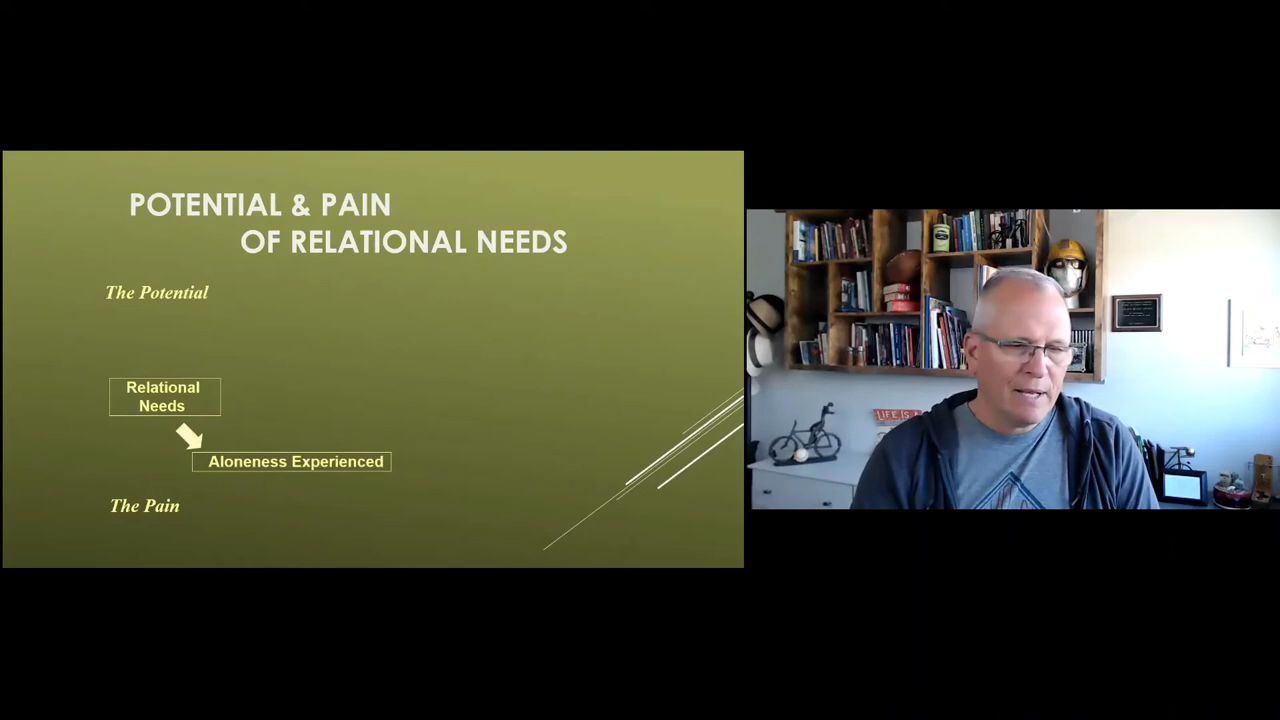 POTENTIAL & PAIN
OF RELATIONAL NEEDS
The Potential
Relational
Needs
Aloneness Experienced
The Pain
LIFE IS